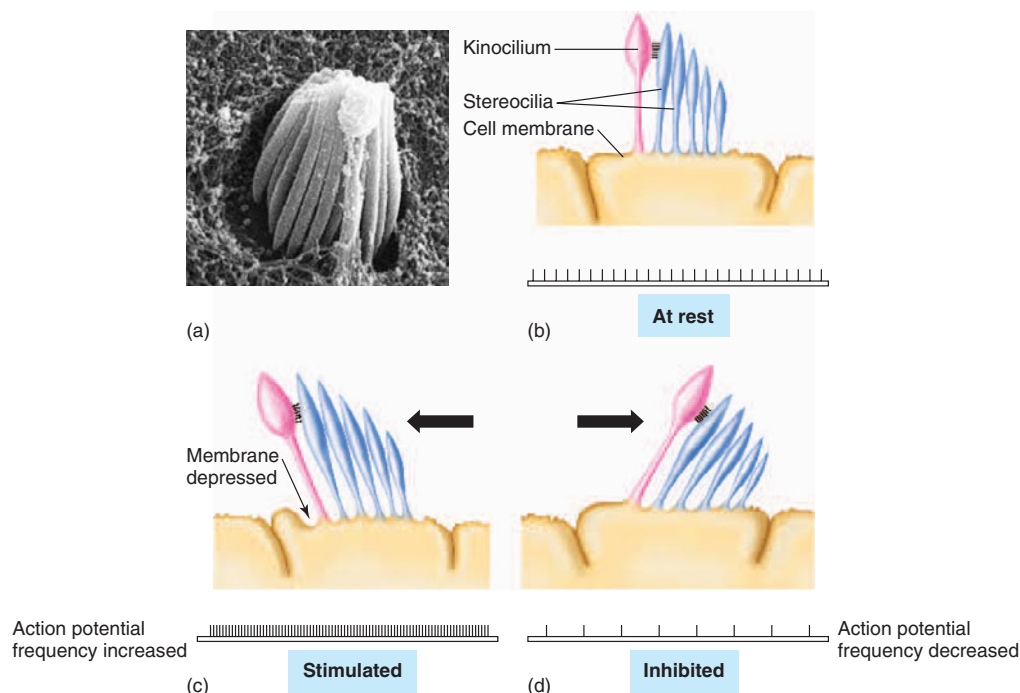 Kinocilium
Stereocilia
Cell membrane
(a)
(b)
At rest
Membrane
depressed
Action potential
frequency increased
Stimulated
(c)
Inhibited
(d)
Action potential
frequency decreased